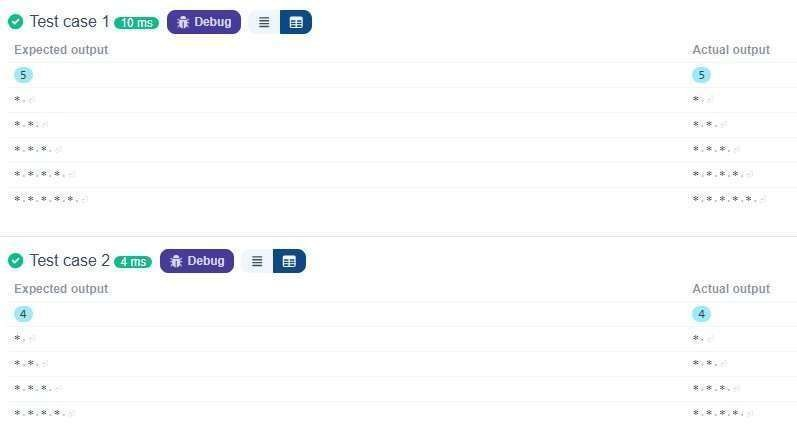 Test case 1 10 ms Debug
Expected output Actual output
5 5
* *
* * * *
* * * * * *
* * * * * * * *
* * * * * * * * * *
Test case 2 4 ms Debug
Expected output Actual output
4 4
* *
* * * *
* * * * * *
* * * * * * * *